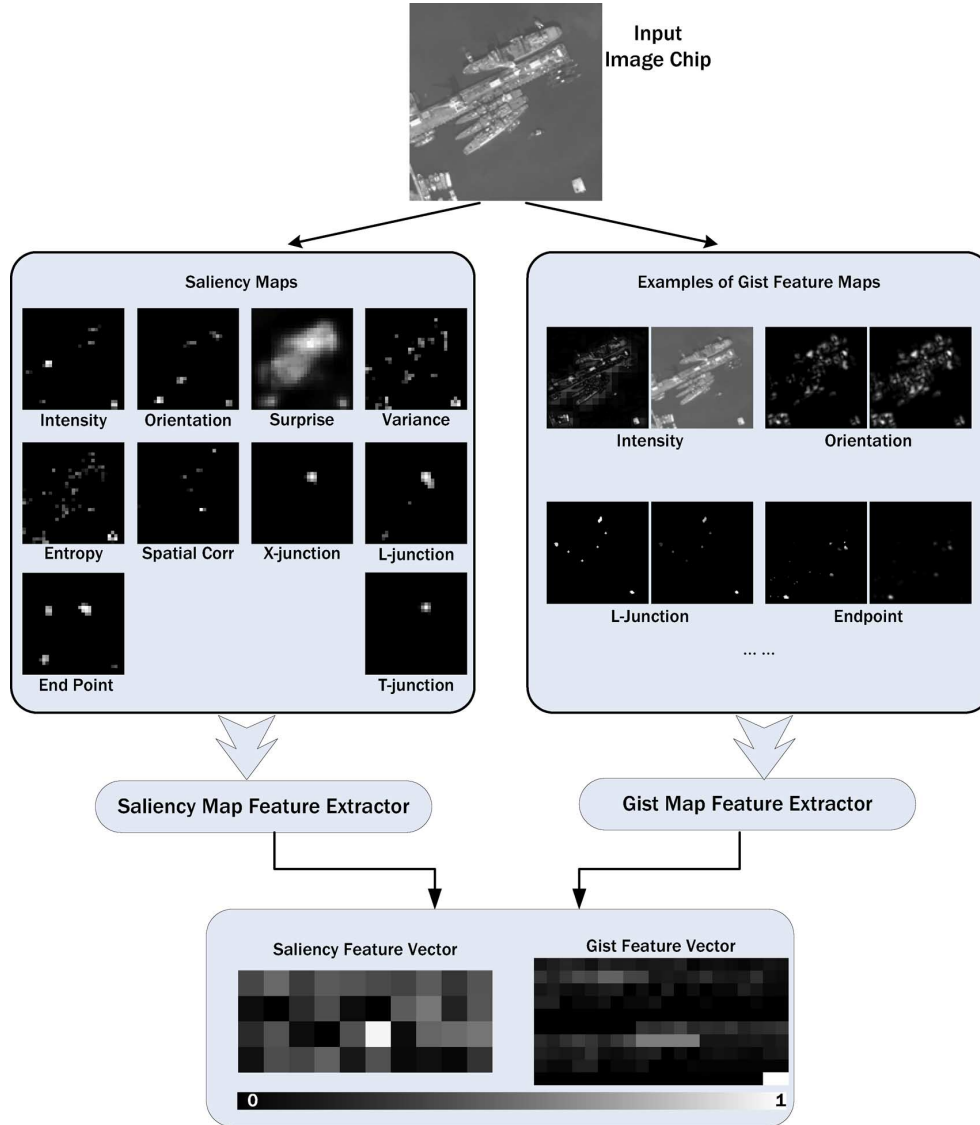 Input
Image Chip
Saliency Maps
Intensity
Orientation
Surprise
Variance
Entropy
Spatial Corr
X-junction
L-junction
End Point
T-junction
Examples of Gist Feature Maps
Intensity
Orientation
L-Junction
Endpoint
... ...
Saliency Map Feature Extractor
Gist Map Feature Extractor
Saliency Feature Vector
Gist Feature Vector
0
1